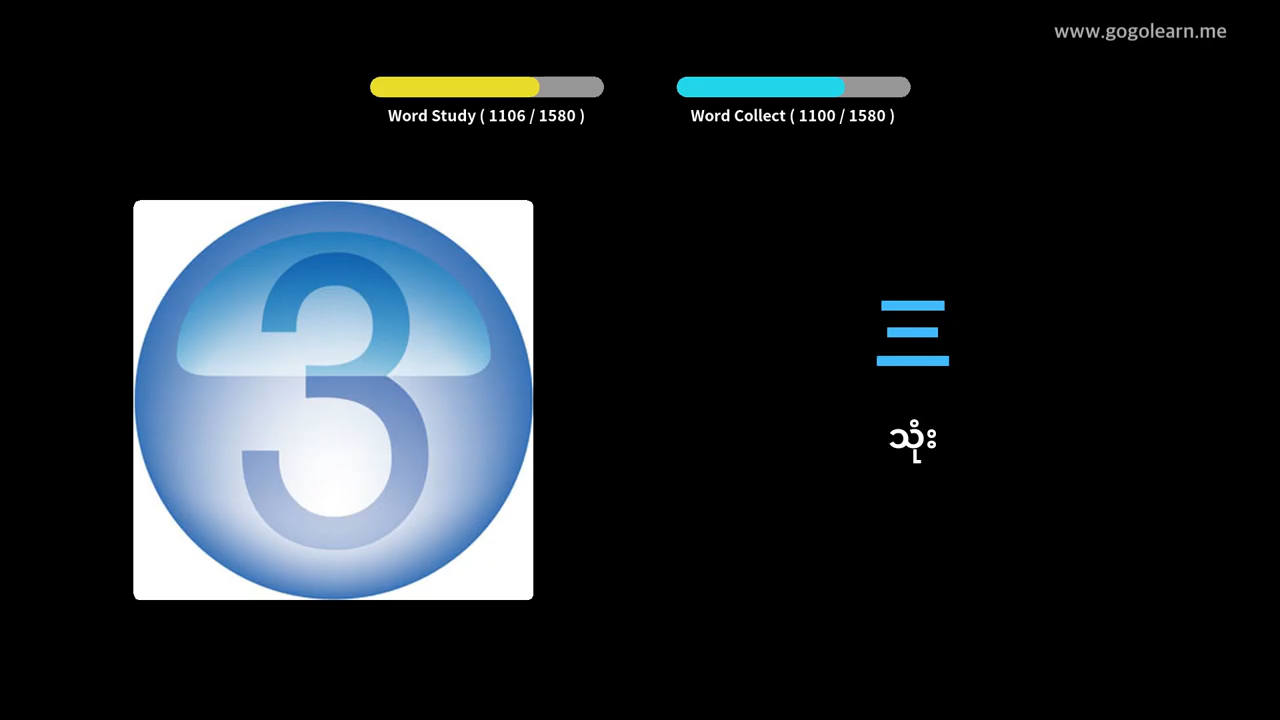 www.gogolearn.me
Word Study ( 1106 / 1580 )
Word Collect ( 1100 / 1580 )
3
三
သုံး